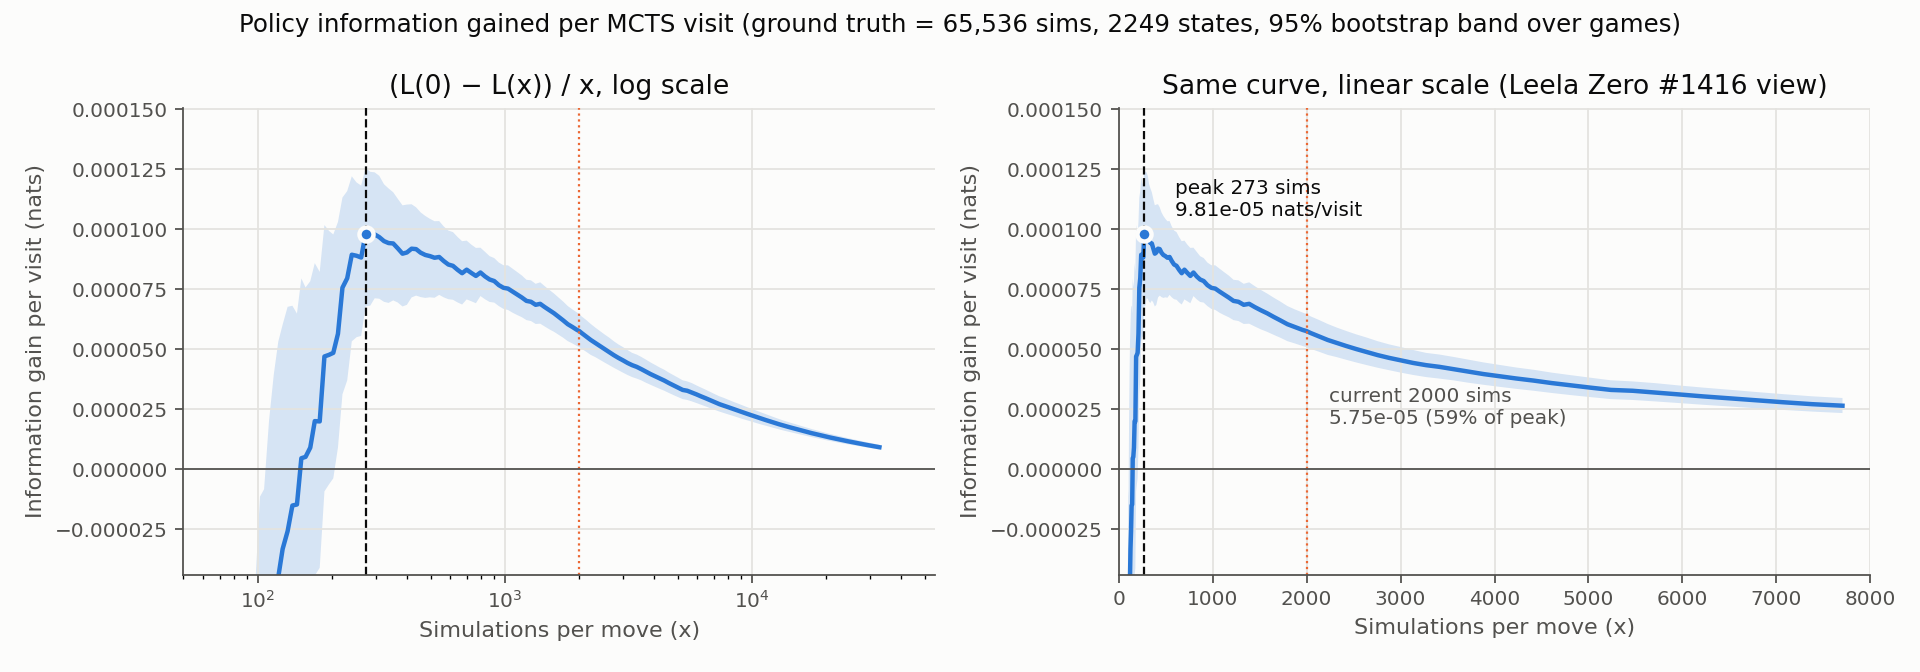 Policy information gained per MCTS visit (ground truth = 65,536 sims, 2249 states, 95% bootstrap band over games)
(L(0) − L(x)) / x, log scale
Information gain per visit (nats)
0.000150
0.000125
0.000100
0.000075
0.000050
0.000025
0.000000
−0.000025
10²
10³
10⁴
Simulations per move (x)
Same curve, linear scale (Leela Zero #1416 view)
Information gain per visit (nats)
0.000150
0.000125
0.000100
0.000075
0.000050
0.000025
0.000000
−0.000025
peak 273 sims
9.81e-05 nats/visit
current 2000 sims
5.75e-05 (59% of peak)
0
1000
2000
3000
4000
5000
6000
7000
8000
Simulations per move (x)